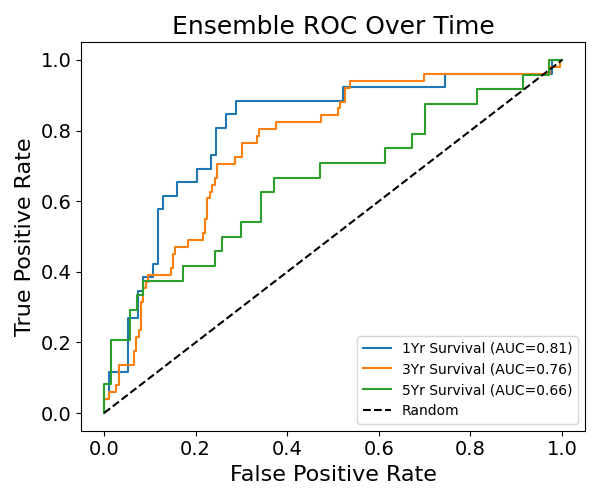 Ensemble ROC Over Time
True Positive Rate
1.0
0.8
0.6
0.4
0.2
0.0
0.0 0.2 0.4 0.6 0.8 1.0
False Positive Rate
1Yr Survival (AUC=0.81)
3Yr Survival (AUC=0.76)
5Yr Survival (AUC=0.66)
Random